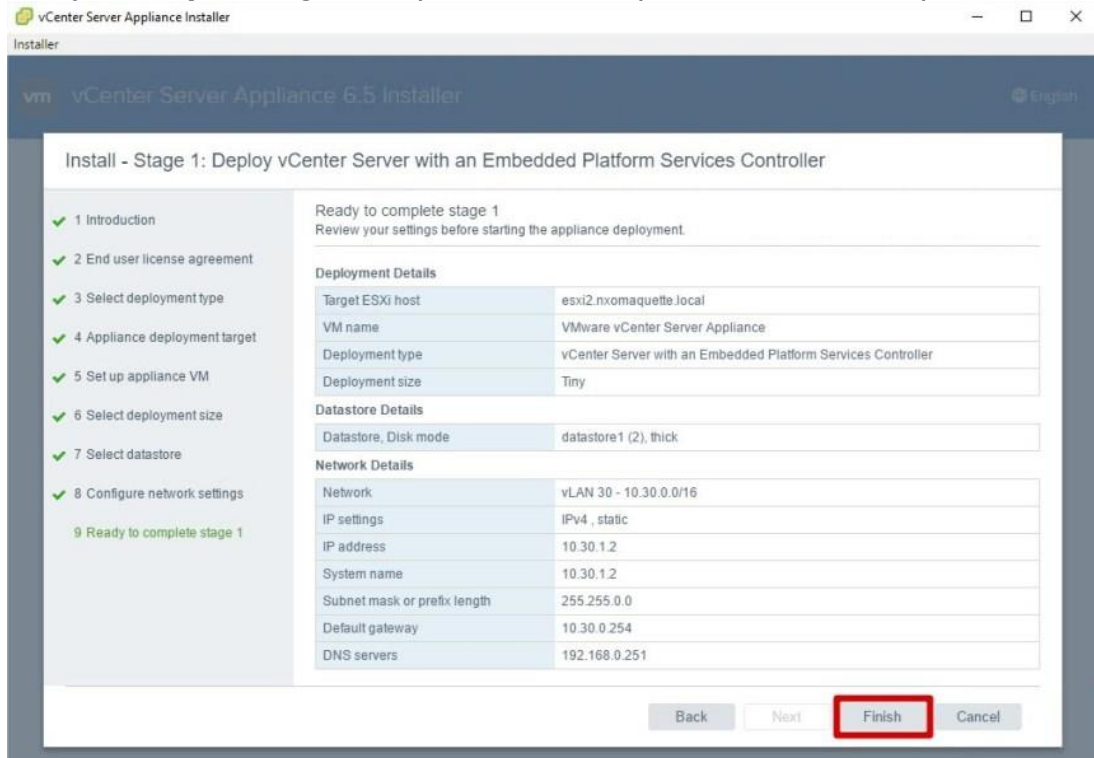 vCenter Server Appliance Installer
Installer
vm vCenter Server Appliance 6.5 Installer English
Install - Stage 1: Deploy vCenter Server with an Embedded Platform Services Controller
1 Introduction
2 End user license agreement
3 Select deployment type
4 Appliance deployment target
5 Set up appliance VM
6 Select deployment size
7 Select datastore
8 Configure network settings
9 Ready to complete stage 1
Ready to complete stage 1
Review your settings before starting the appliance deployment.
Deployment Details
Target ESXi host esxi2.nxomaquette.local
VM name VMware vCenter Server Appliance
Deployment type vCenter Server with an Embedded Platform Services Controller
Deployment size Tiny
Datastore Details
Datastore, Disk mode datastore1 (2), thick
Network Details
Network vLAN 30 - 10.30.0.0/16
IP settings IPv4 , static
IP address 10.30.1.2
System name 10.30.1.2
Subnet mask or prefix length 255.255.0.0
Default gateway 10.30.0.254
DNS servers 192.168.0.251
Back Next Finish Cancel